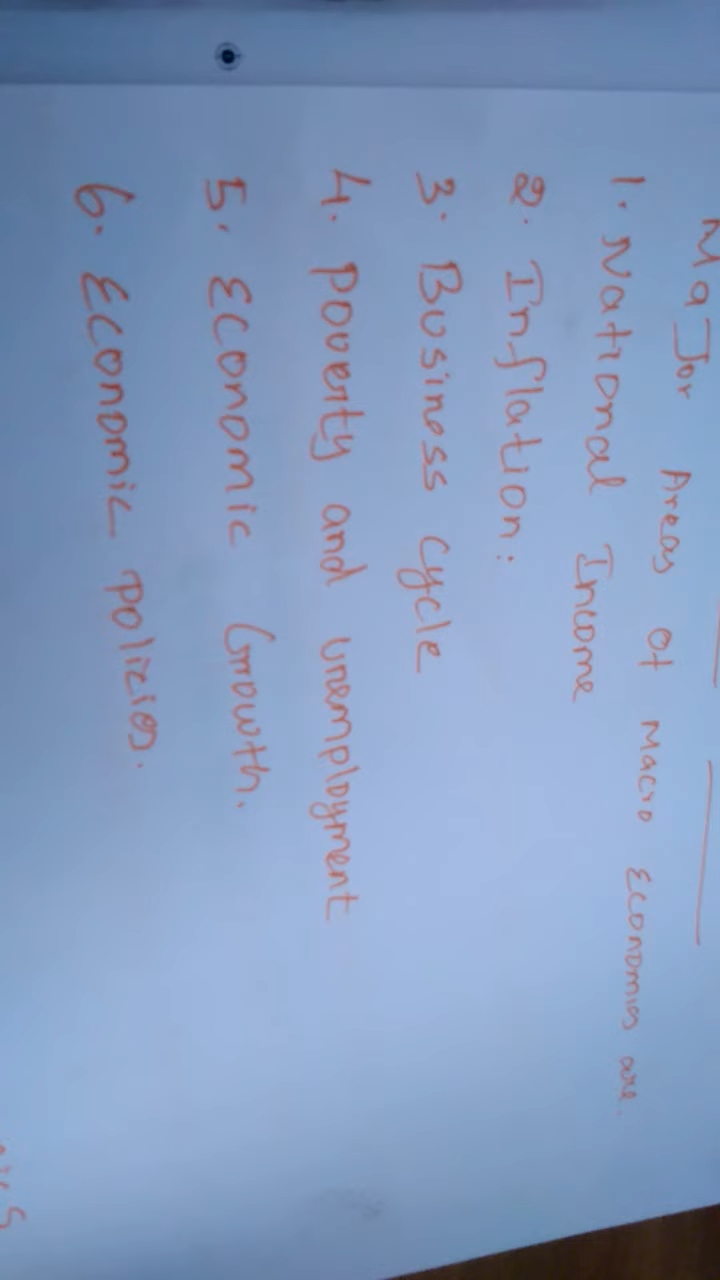 Major Areas of Macro Economics are.
1. National Income
2. Inflation:
3. Business Cycle
4. Poverty and Unemployment
5. Economic Growth.
6. Economic Policies.